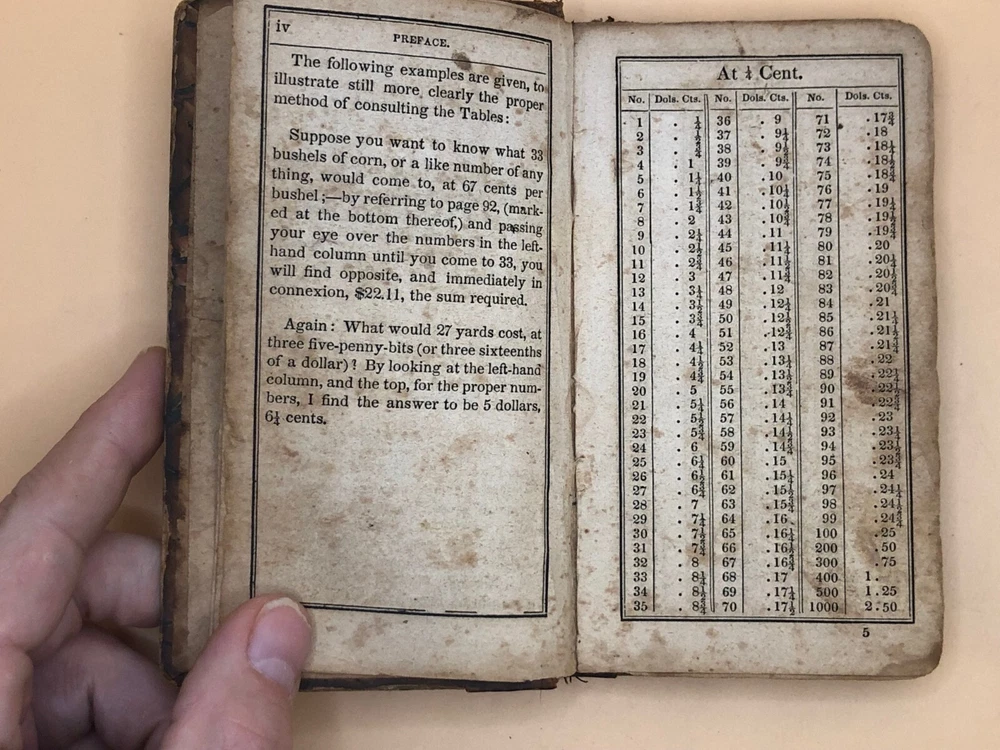 iv
PREFACE.
The following examples are given, to
illustrate still more clearly the proper
method of consulting the Tables:
Suppose you want to know what 33
bushels of corn, or a like number of any
thing, would come to, at 67 cents per
bushel;—by referring to page 92, (mark-
ed at the bottom thereof,) and passing
your eye over the numbers in the left-
hand column until you come to 33, you
will find opposite, and immediately in
connexion, $22.11, the sum required.
Again: What would 27 yards cost, at
three five-penny-bits (or three sixteenths
of a dollar)? By looking at the left-hand
column, and the top, for the proper num-
bers, I find the answer to be 5 dollars,
6¼ cents.
At ¼ Cent.
No. Dols. Cts. No. Dols. Cts. No. Dols. Cts.
1 ¼ 36 . 9 71 .17¾
2 . ½ 37 . 9¼ 72 .18
3 . ¾ 38 . 9½ 73 .18¼
4 . 1 39 . 9¾ 74 .18½
5 . 1¼ 40 .10 75 .18¾
6 . 1½ 41 .10¼ 76 .19
7 . 1¾ 42 .10½ 77 .19¼
8 . 2 43 .10¾ 78 .19½
9 . 2¼ 44 .11 79 .19¾
10 . 2½ 45 .11¼ 80 .20
11 . 2¾ 46 .11½ 81 .20¼
12 . 3 47 .11¾ 82 .20½
13 . 3¼ 48 .12 83 .20¾
14 . 3½ 49 .12¼ 84 .21
15 . 3¾ 50 .12½ 85 .21¼
16 . 4 51 .12¾ 86 .21½
17 . 4¼ 52 .13 87 .21¾
18 . 4½ 53 .13¼ 88 .22
19 . 4¾ 54 .13½ 89 .22¼
20 . 5 55 .13¾ 90 .22½
21 . 5¼ 56 .14 91 .22¾
22 . 5½ 57 .14¼ 92 .23
23 . 5¾ 58 .14½ 93 .23¼
24 . 6 59 .14¾ 94 .23½
25 . 6¼ 60 .15 95 .23¾
26 . 6½ 61 .15¼ 96 .24
27 . 6¾ 62 .15½ 97 .24¼
28 . 7 63 .15¾ 98 .24½
29 . 7¼ 64 .16 99 .24¾
30 . 7½ 65 .16¼ 100 .25
31 . 7¾ 66 .16½ 200 .50
32 . 8 67 .16¾ 300 .75
33 . 8¼ 68 .17 400 1.
34 . 8½ 69 .17¼ 500 1.25
35 . 8¾ 70 .17½ 1000 2.50
5